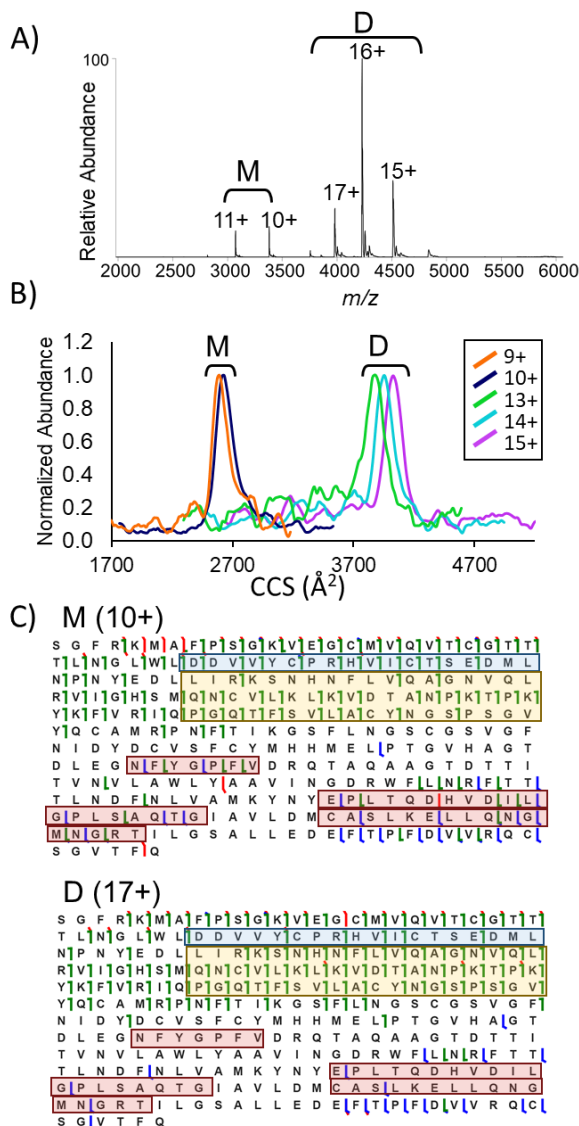 A)
D
16+
100
M
17+
15+
11+
10+
Relative Abundance
2000 2500 3000 3500 4000 4500 5000 5500 6000
m/z
B)
M
D
1.2
1.0
0.8
0.6
0.4
0.2
0.0
Normalized Abundance
9+
10+
13+
14+
15+
1700 2700 3700 4700
CCS (Å²)
C)
M (10+)
S G F R K M A F P S G K V E G C M V Q V T C G T T
T L N G L W L D D V V Y C P R H V I C T S E D M L
N P N Y E D L L I R K S N H N F L V Q A G N V Q L
R V I G H S M Q N C V L K L K V D T A N P K T P K
Y K F V R I Q P G Q T F S V L A C Y N G S P S G V
Y Q C A M R P N F T I K G S F L N G S C G S V G F
N I D Y D C V S F C Y M H H M E L P T G V H A G T
D L E G N F Y G P F V D R Q T A Q A A G T D T T I
T V N V L A W L Y A A V I N G D R W F L N R F T T
T L N D F N L V A M K Y N Y E P L T Q D H V D I L
G P L S A Q T G I A V L D M C A S L K E L L Q N G
M N G R T I L G S A L L E D E F T P F D V V R Q C
S G V T F Q
D (17+)
S G F R K M A F P S G K V E G C M V Q V T C G T T
T L N G L W L D D V V Y C P R H V I C T S E D M L
N P N Y E D L L I R K S N H N F L V Q A G N V Q L
R V I G H S M Q N C V L K L K V D T A N P K T P K
Y K F V R I Q P G Q T F S V L A C Y N G S P S G V
Y Q C A M R P N F T I K G S F L N G S C G S V G F
N I D Y D C V S F C Y M H H M E L P T G V H A G T
D L E G N F Y G P F V D R Q T A Q A A G T D T T I
T V N V L A W L Y A A V I N G D R W F L N R F T T
T L N D F N L V A M K Y N Y E P L T Q D H V D I L
G P L S A Q T G I A V L D M C A S L K E L L Q N G
M N G R T I L G S A L L E D E F T P F D V V R Q C
S G V T F Q